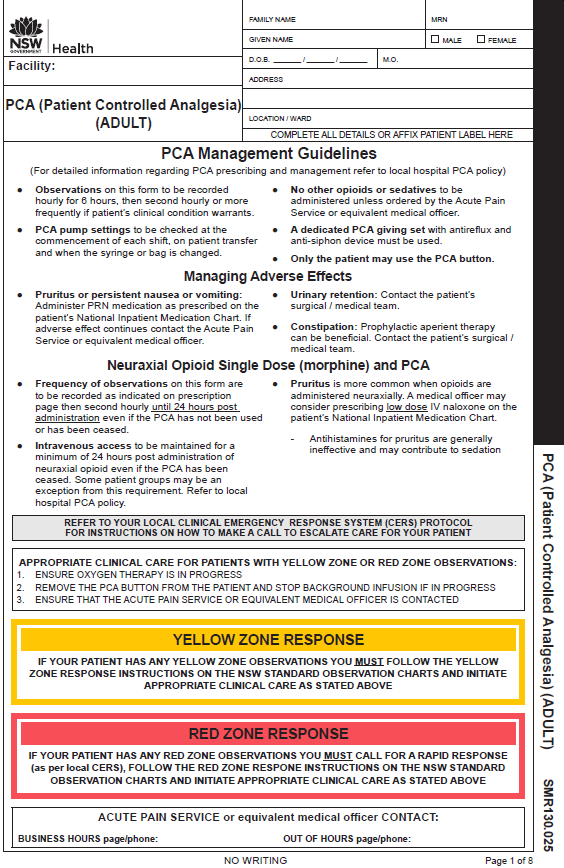 FAMILY NAME
MRN
GIVEN NAME
MALE
FEMALE
NSW
GOVERNMENT
Health
Facility:
D.O.B. _______ / _______ / _______
M.O.
ADDRESS
PCA (Patient Controlled Analgesia)
(ADULT)
LOCATION / WARD
COMPLETE ALL DETAILS OR AFFIX PATIENT LABEL HERE
PCA Management Guidelines
(For detailed information regarding PCA prescribing and management refer to local hospital PCA policy)
● Observations on this form to be recorded
hourly for 6 hours, then second hourly or more
frequently if patient's clinical condition warrants.
● PCA pump settings to be checked at the
commencement of each shift, on patient transfer
and when the syringe or bag is changed.
● No other opioids or sedatives to be
administered unless ordered by the Acute Pain
Service or equivalent medical officer.
● A dedicated PCA giving set with antireflux and
anti-siphon device must be used.
● Only the patient may use the PCA button.
Managing Adverse Effects
● Pruritus or persistent nausea or vomiting:
Administer PRN medication as prescribed on the
patient's National Inpatient Medication Chart. If
adverse effect continues contact the Acute Pain
Service or equivalent medical officer.
● Urinary retention: Contact the patient's
surgical / medical team.
● Constipation: Prophylactic aperient therapy
can be beneficial. Contact the patient's surgical /
medical team.
Neuraxial Opioid Single Dose (morphine) and PCA
● Frequency of observations on this form are
to be recorded as indicated on prescription
page then second hourly until 24 hours post
administration even if the PCA has not been used
or has been ceased.
● Intravenous access to be maintained for a
minimum of 24 hours post administration of
neuraxial opioid even if the PCA has been
ceased. Some patient groups may be an
exception from this requirement. Refer to local
hospital PCA policy.
● Pruritus is more common when opioids are
administered neuraxially. A medical officer may
consider prescribing low dose IV naloxone on the
patient's National Inpatient Medication Chart.
- Antihistamines for pruritus are generally
ineffective and may contribute to sedation
REFER TO YOUR LOCAL CLINICAL EMERGENCY RESPONSE SYSTEM (CERS) PROTOCOL
FOR INSTRUCTIONS ON HOW TO MAKE A CALL TO ESCALATE CARE FOR YOUR PATIENT
APPROPRIATE CLINICAL CARE FOR PATIENTS WITH YELLOW ZONE OR RED ZONE OBSERVATIONS:
1. ENSURE OXYGEN THERAPY IS IN PROGRESS
2. REMOVE THE PCA BUTTON FROM THE PATIENT AND STOP BACKGROUND INFUSION IF IN PROGRESS
3. ENSURE THAT THE ACUTE PAIN SERVICE OR EQUIVALENT MEDICAL OFFICER IS CONTACTED
YELLOW ZONE RESPONSE
IF YOUR PATIENT HAS ANY YELLOW ZONE OBSERVATIONS YOU MUST FOLLOW THE YELLOW
ZONE RESPONSE INSTRUCTIONS ON THE NSW STANDARD OBSERVATION CHARTS AND INITIATE
APPROPRIATE CLINICAL CARE AS STATED ABOVE
RED ZONE RESPONSE
IF YOUR PATIENT HAS ANY RED ZONE OBSERVATIONS YOU MUST CALL FOR A RAPID RESPONSE
(as per local CERS), FOLLOW THE RED ZONE RESPONE INSTRUCTIONS ON THE NSW STANDARD
OBSERVATION CHARTS AND INITIATE APPROPRIATE CLINICAL CARE AS STATED ABOVE
ACUTE PAIN SERVICE or equivalent medical officer CONTACT:
BUSINESS HOURS page/phone:
OUT OF HOURS page/phone:
NO WRITING
Page 1 of 8
PCA (Patient Controlled Analgesia) (ADULT)
SMR130.025